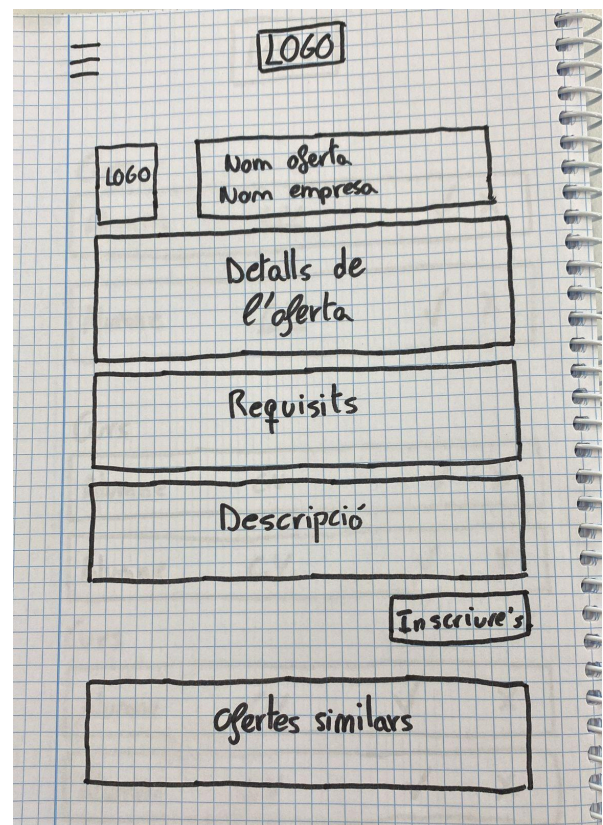 LOGO
LOGO
Nom oferta
Nom empresa
Detalls de
l'oferta
Requisits
Descripció
Inscriure's
Ofertes similars